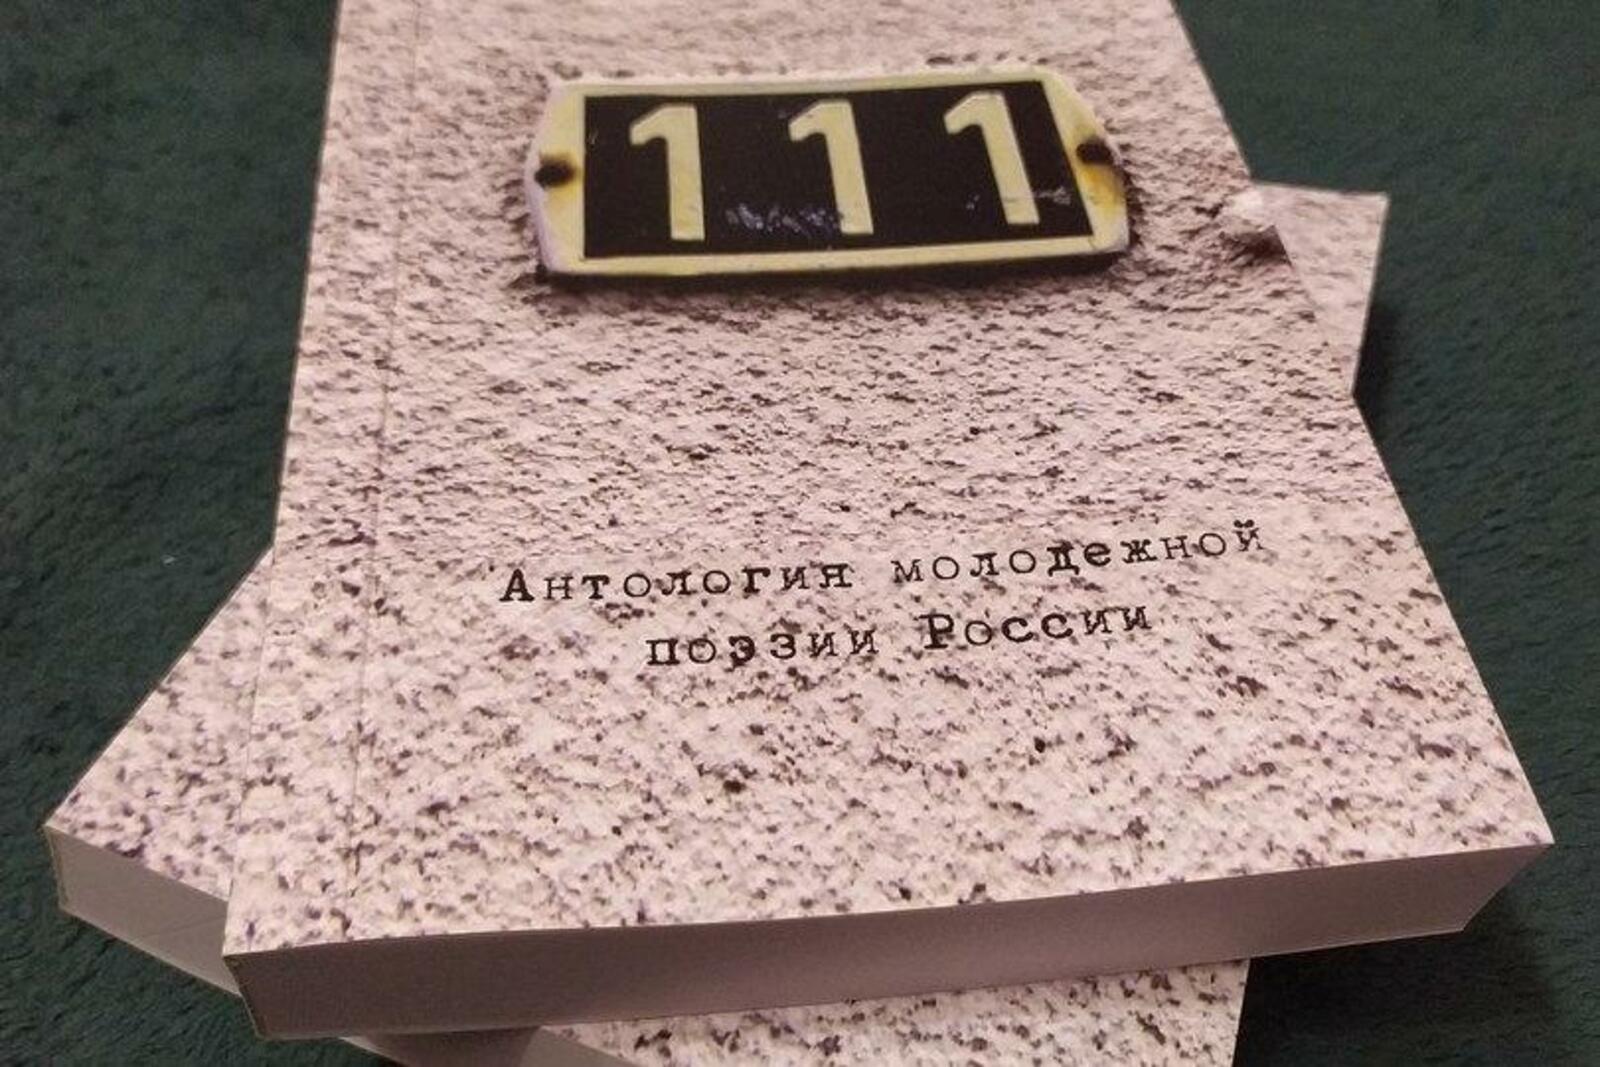 111
Антология молодежной
поэзии России